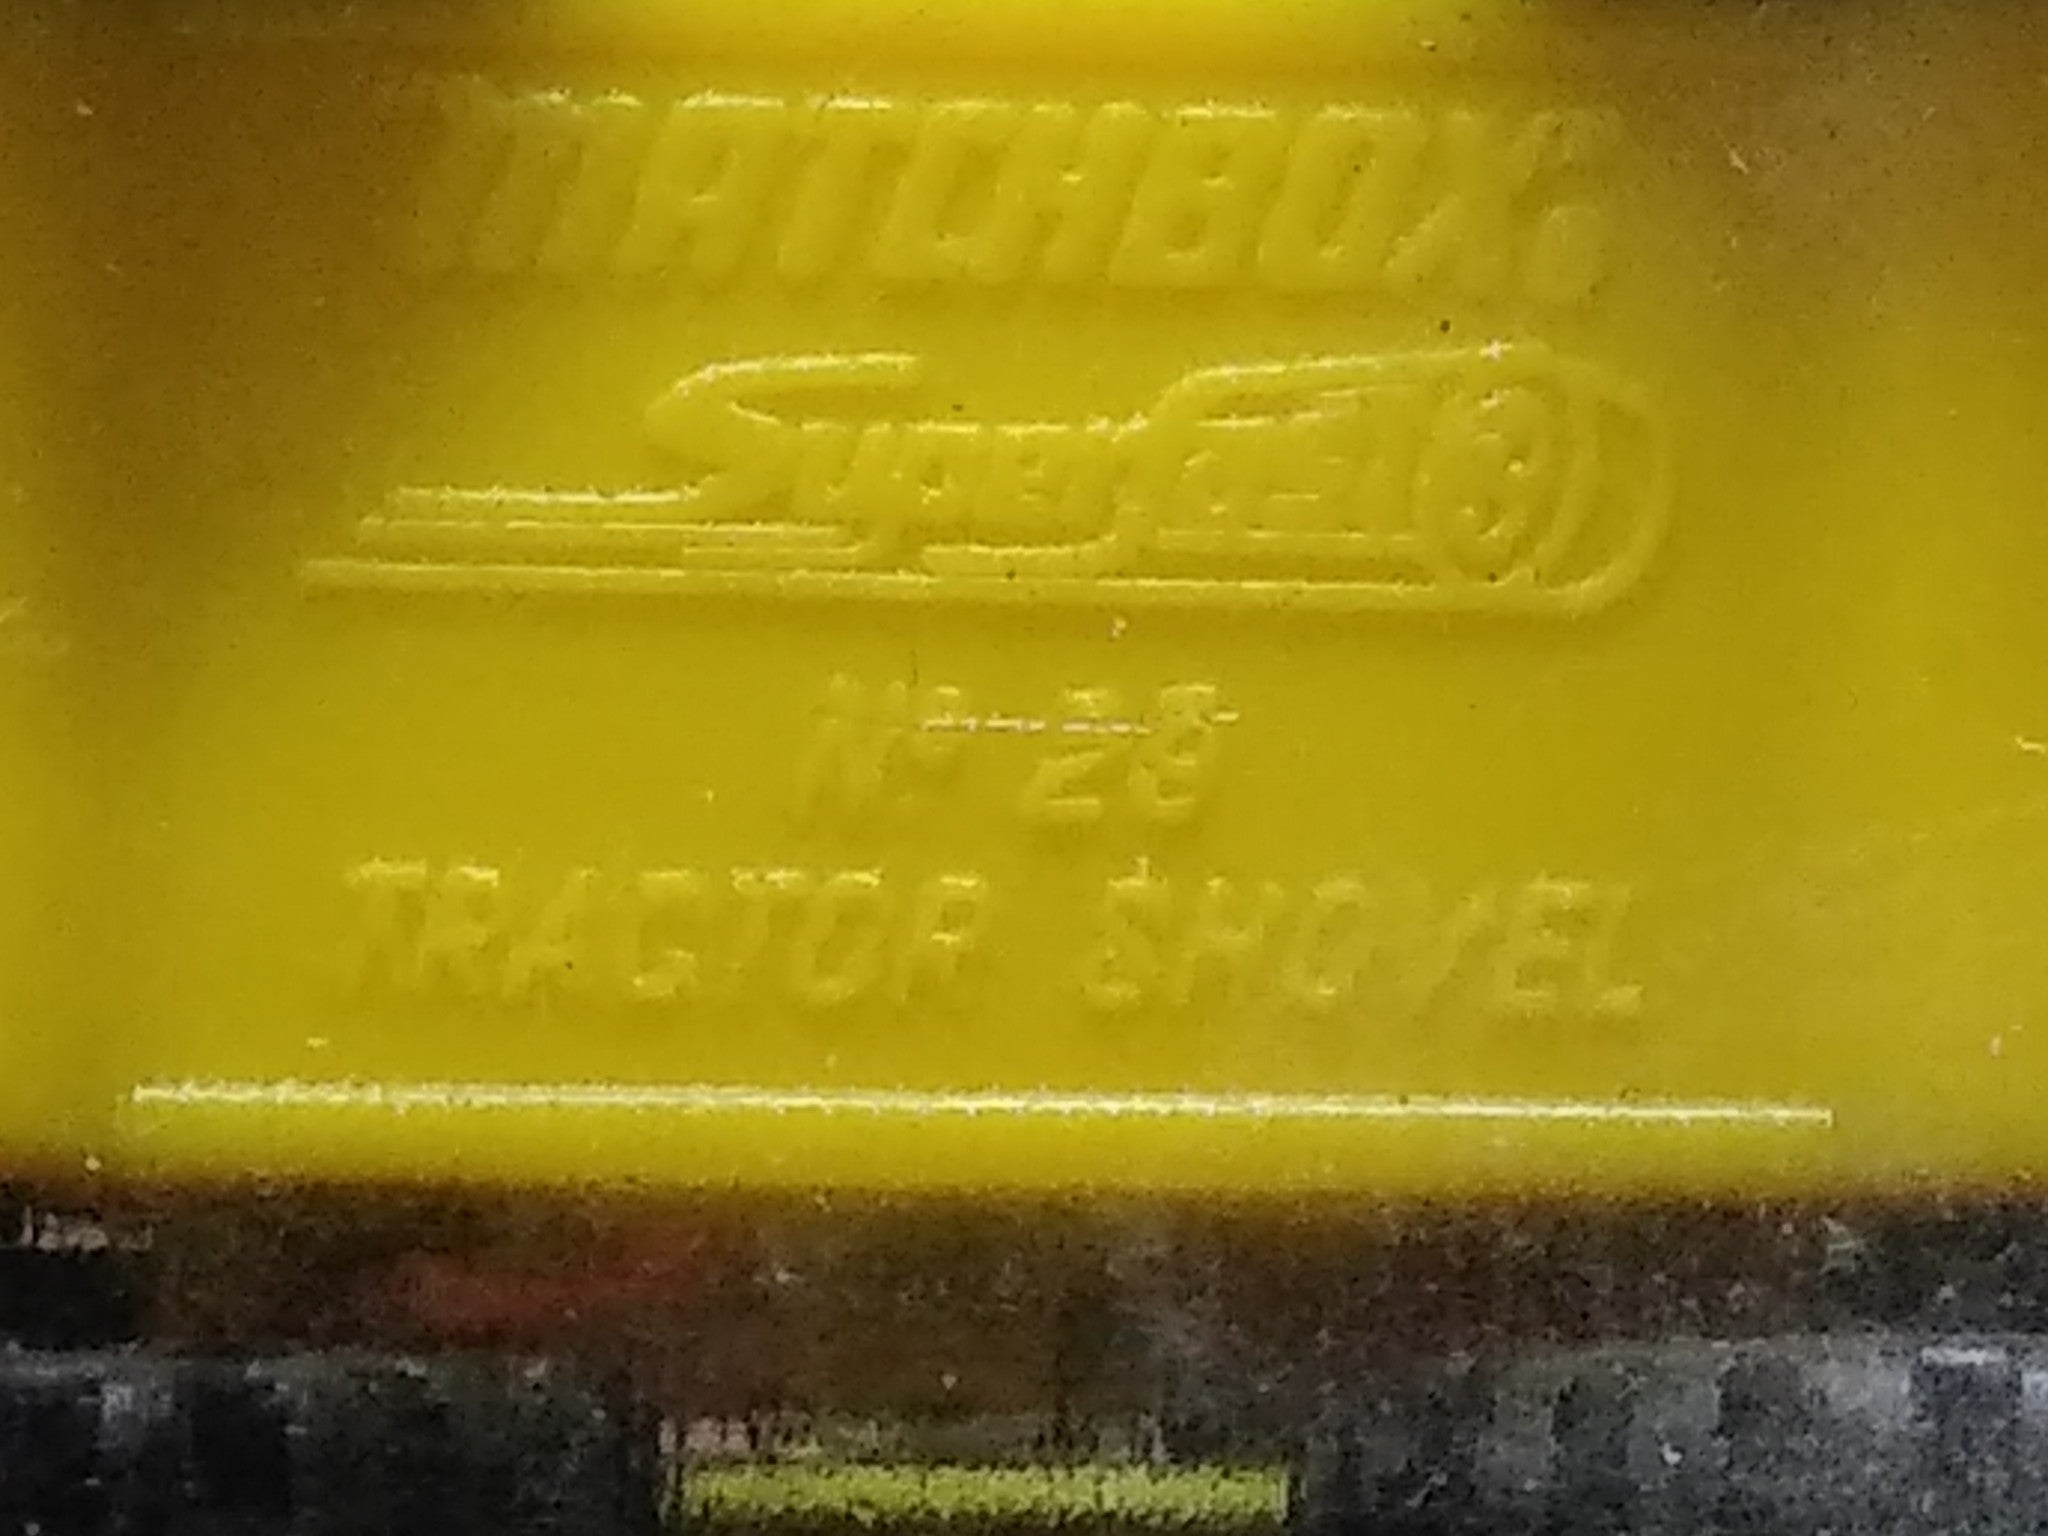 MATCHBOX®
Superfast
Nº 29
TRACTOR SHOVEL